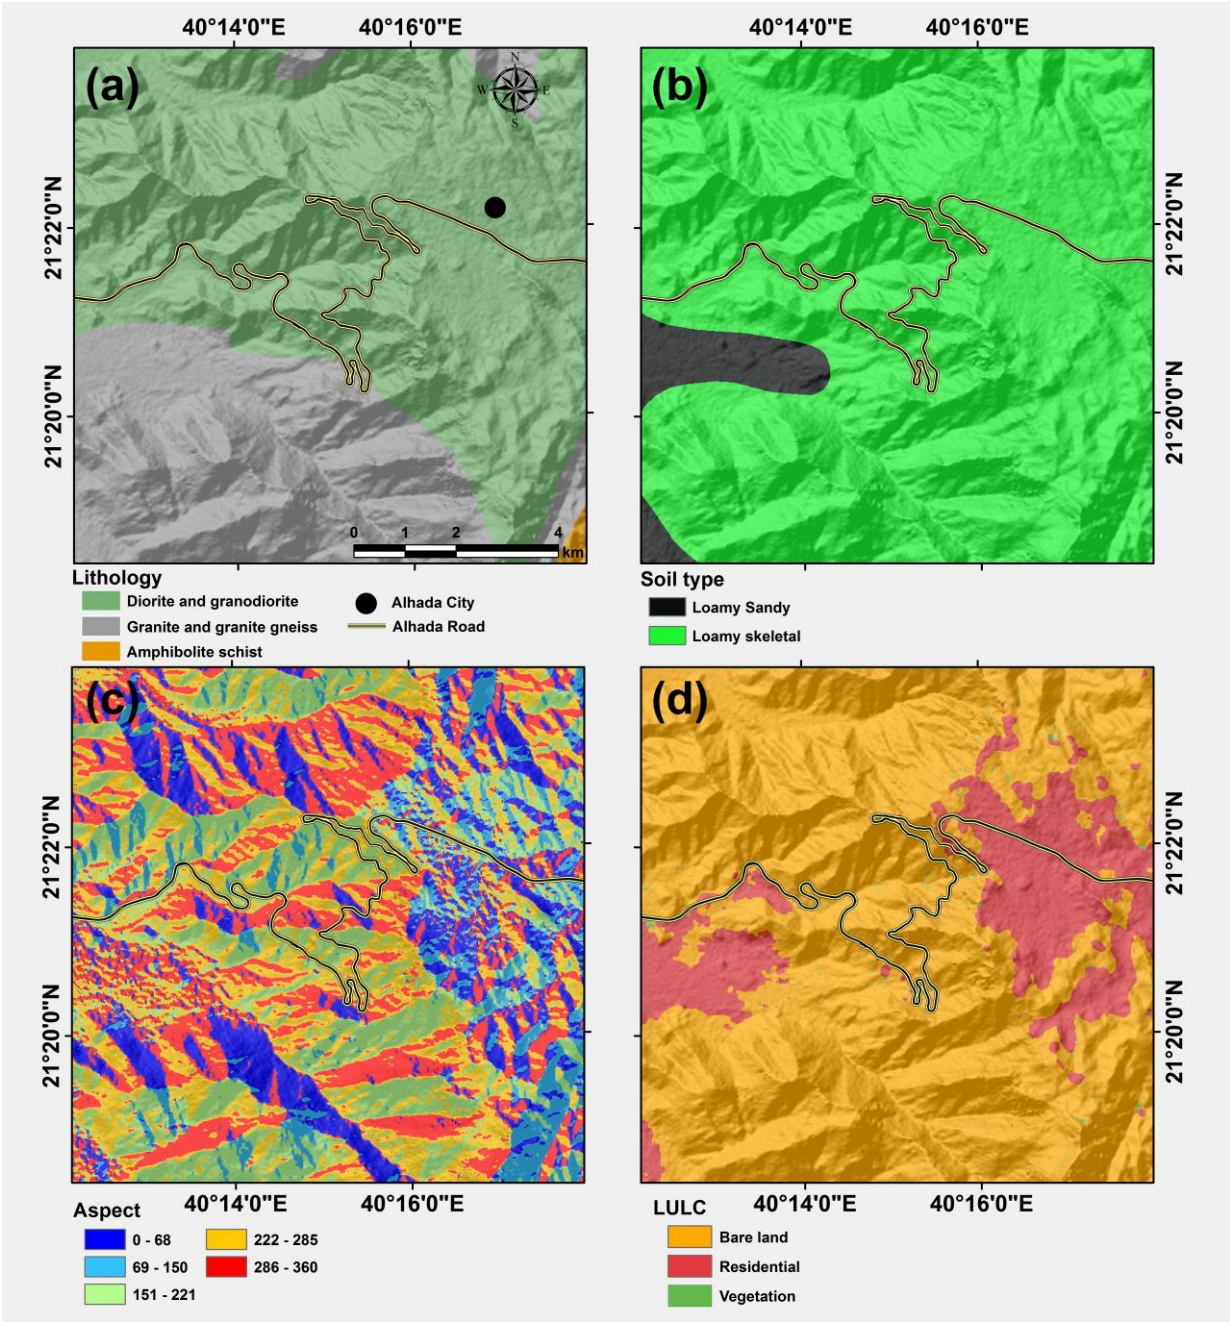 40°14'0"E 40°16'0"E 40°14'0"E 40°16'0"E
(a) (b)
N
W E
S
21°22'0"N 21°22'0"N
21°20'0"N 21°20'0"N
0 1 2 4
km
Lithology
Diorite and granodiorite
Granite and granite gneiss
Amphibolite schist
Alhada City
Alhada Road
Soil type
Loamy Sandy
Loamy skeletal
(c) (d)
21°22'0"N 21°22'0"N
21°20'0"N 21°20'0"N
40°14'0"E 40°16'0"E 40°14'0"E 40°16'0"E
Aspect
0 - 68
69 - 150
151 - 221
222 - 285
286 - 360
LULC
Bare land
Residential
Vegetation